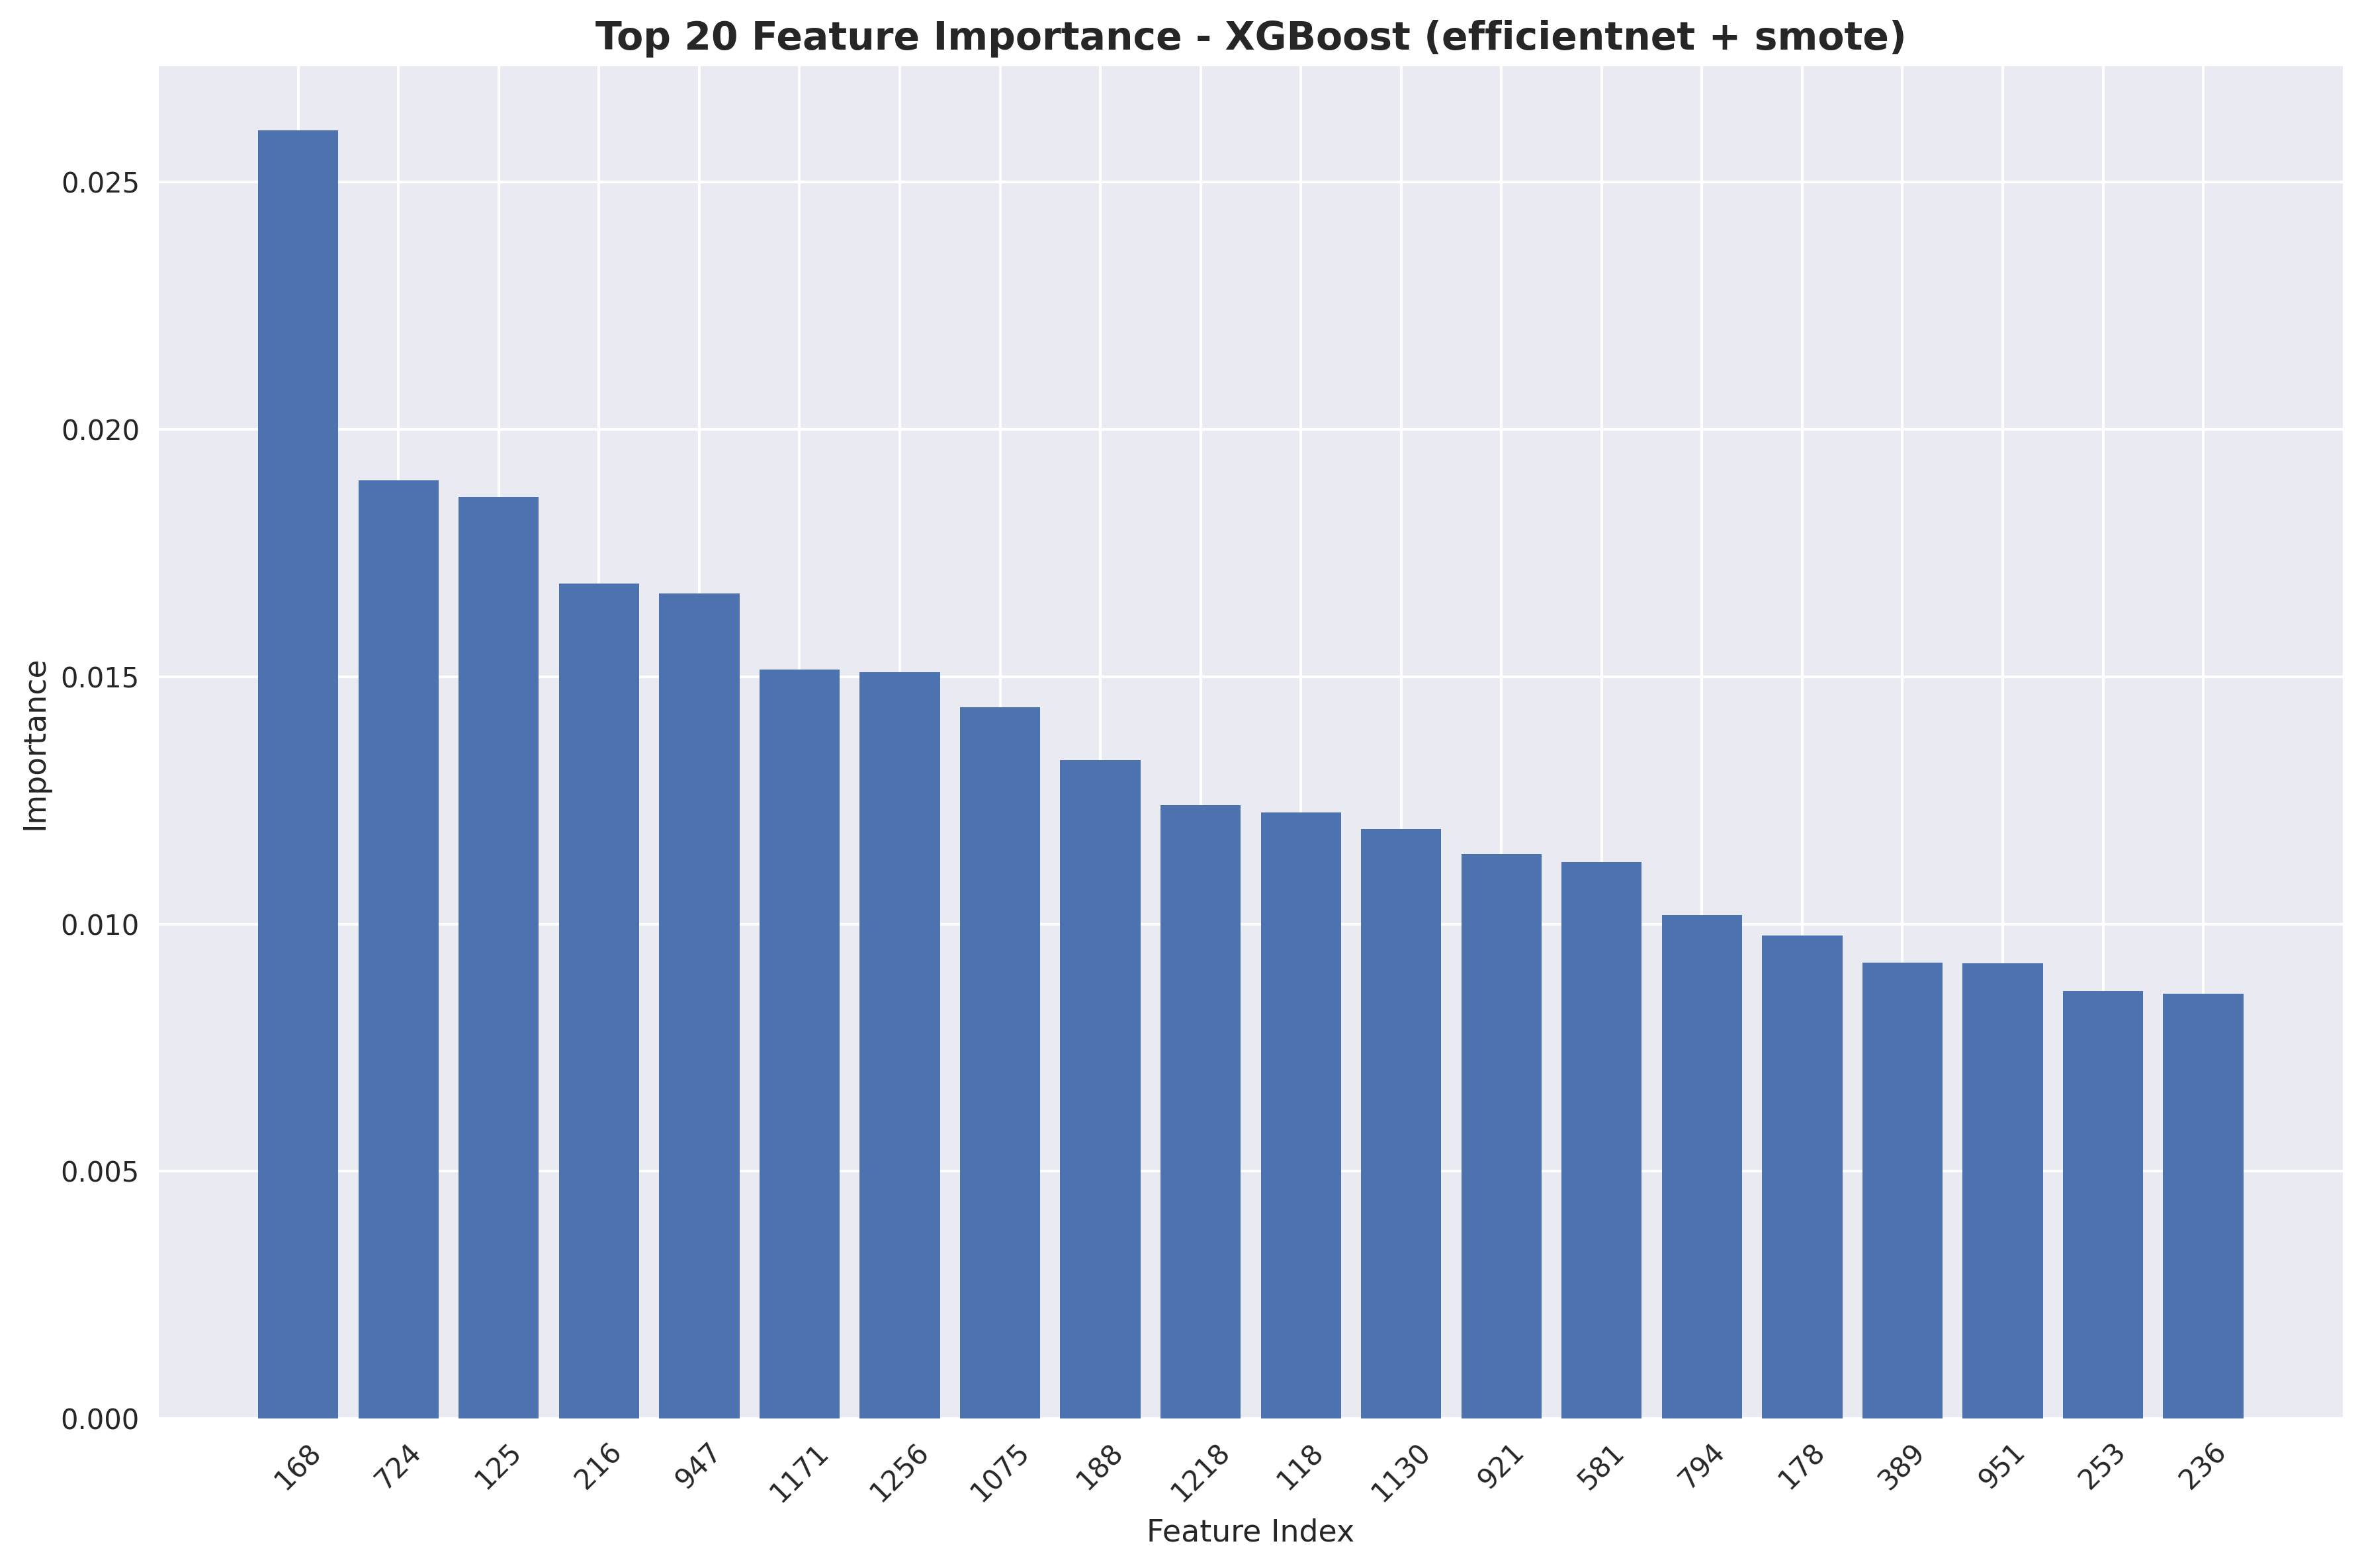 Top 20 Feature Importance - XGBoost (efficientnet + smote)
Importance
0.025
0.020
0.015
0.010
0.005
0.000
168 724 125 216 947 1171 1256 1075 188 1218 118 1130 921 581 794 178 389 951 253 236
Feature Index